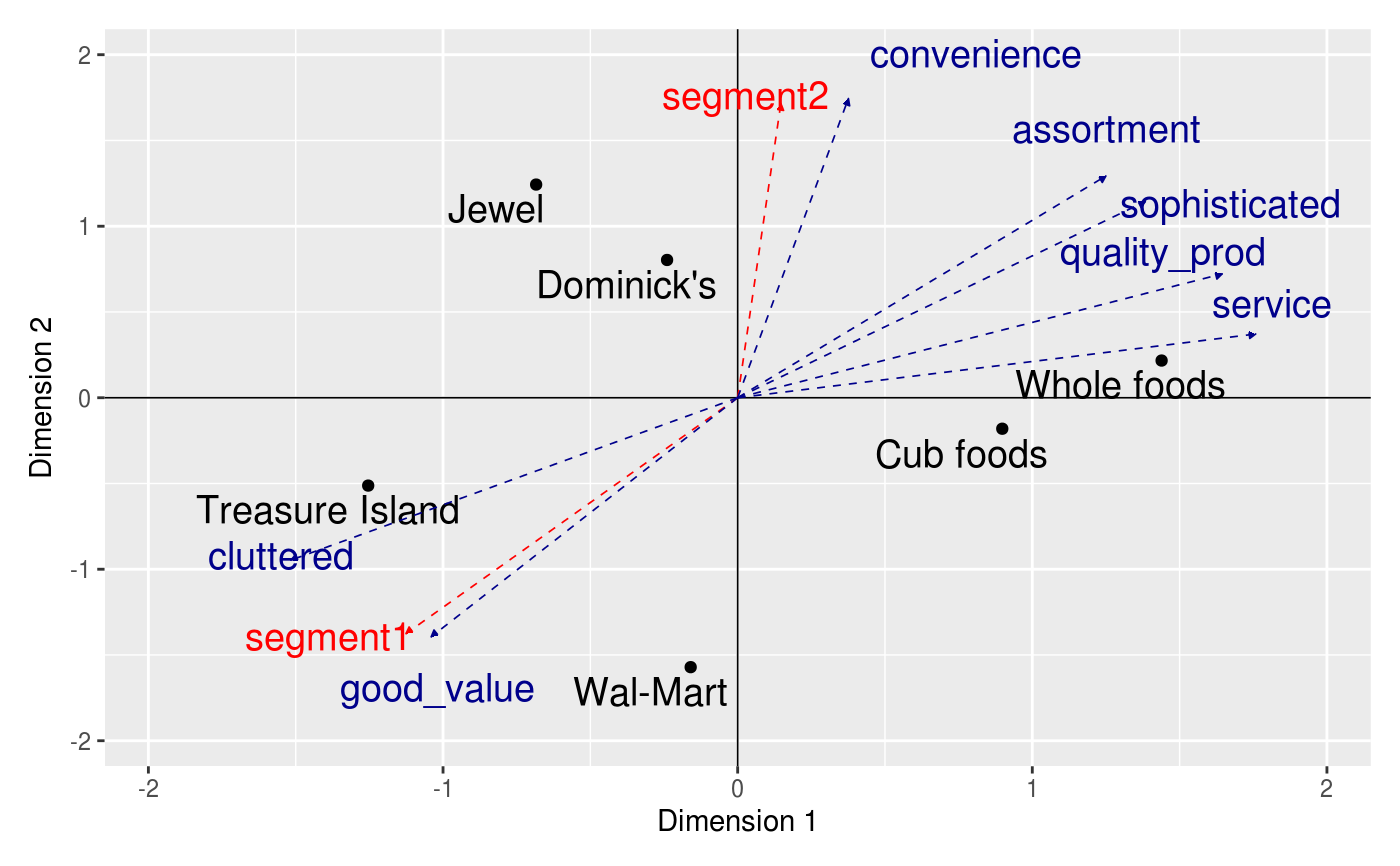 2
convenience
segment2
assortment
Jewel
sophisticated
1
quality_prod
Dominick's
service
Dimension 2
0
Whole foods
Cub foods
Treasure Island
cluttered
-1
segment1
good_value
Wal-Mart
-2
-2 -1 0 1 2
Dimension 1